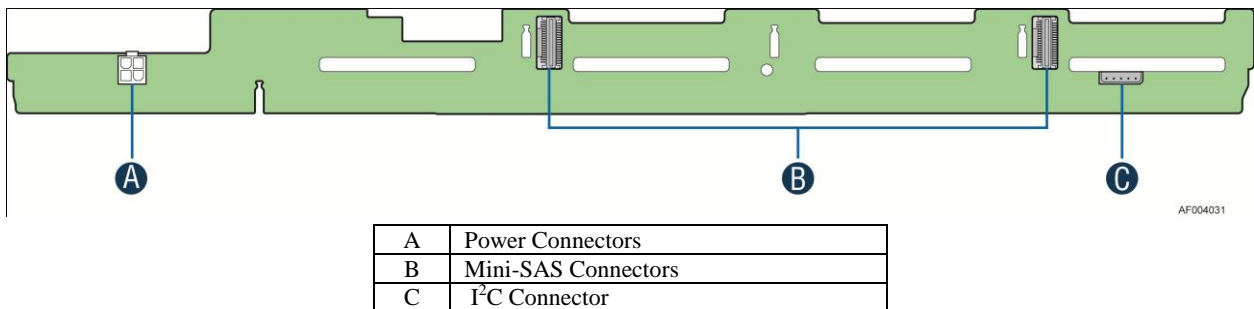 A
B
C
AF004031
A Power Connectors
B Mini-SAS Connectors
C I²C Connector